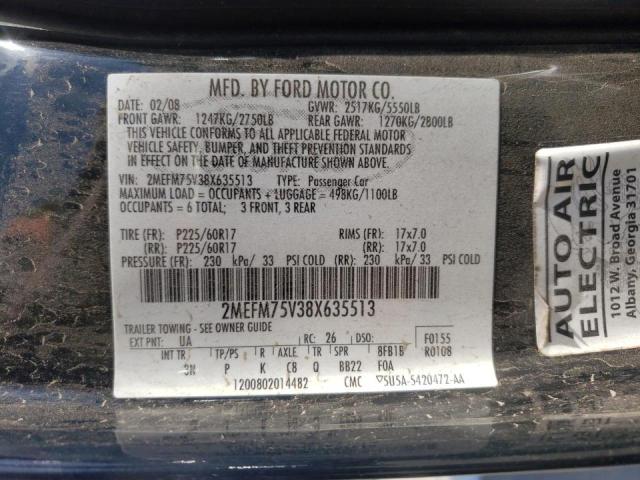 MFD. BY FORD MOTOR CO.
DATE: 02/08 GVWR: 2517KG/5550LB
FRONT GAWR: 1247KG/2750LB REAR GAWR: 1270KG/2800LB
THIS VEHICLE CONFORMS TO ALL APPLICABLE FEDERAL MOTOR
VEHICLE SAFETY, BUMPER, AND THEFT PREVENTION STANDARDS
IN EFFECT ON THE DATE OF MANUFACTURE SHOWN ABOVE.
VIN: 2MEFM75V38X635513 TYPE: Passenger Car
MAXIMUM LOAD = OCCUPANTS + LUGGAGE = 498KG/1100LB
OCCUPANTS = 6 TOTAL; 3 FRONT, 3 REAR
TIRE (FR): P225/60R17 RIMS (FR): 17x7.0
(RR): P225/60R17 (RR): 17x7.0
PRESSURE (FR): 230 kPa/ 33 PSI COLD (RR): 230 kPa/ 33 PSI COLD
2MEFM75V38X635513
TRAILER TOWING - SEE OWNER GUIDE
EXT PNT: UA RC: 26 DSO: F0155
INT TR TP/PS R AXLE TR SPR BFB1B R0108
BN P K C8 Q BB22 F0A
1200802014482 CMC 5U5A-5420472-AA
AUTO AIR
ELECTRIC
1012 W. Broad Avenue
Albany, Georgia 31701